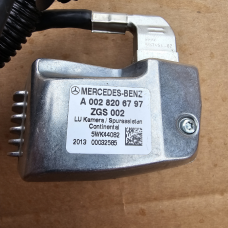 MERCEDES-BENZ
A 002 820 67 97
ZGS 002
LU Kamera / Spurassistent
Continental
5WK44082
2013 00032585